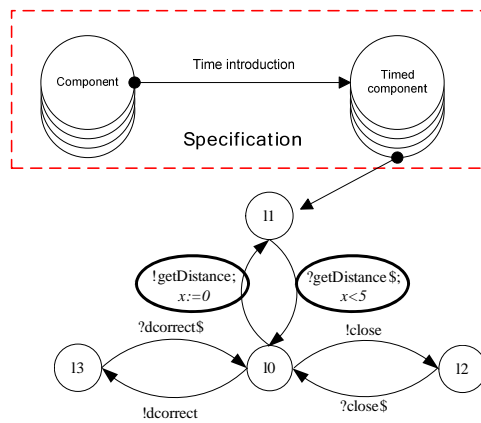 Time introduction
Component
Timed
component
Specification
l1
!getDistance;
x:=0
?getDistance$;
x<5
?dcorrect$
!close
l3
l0
l2
!dcorrect
?close$